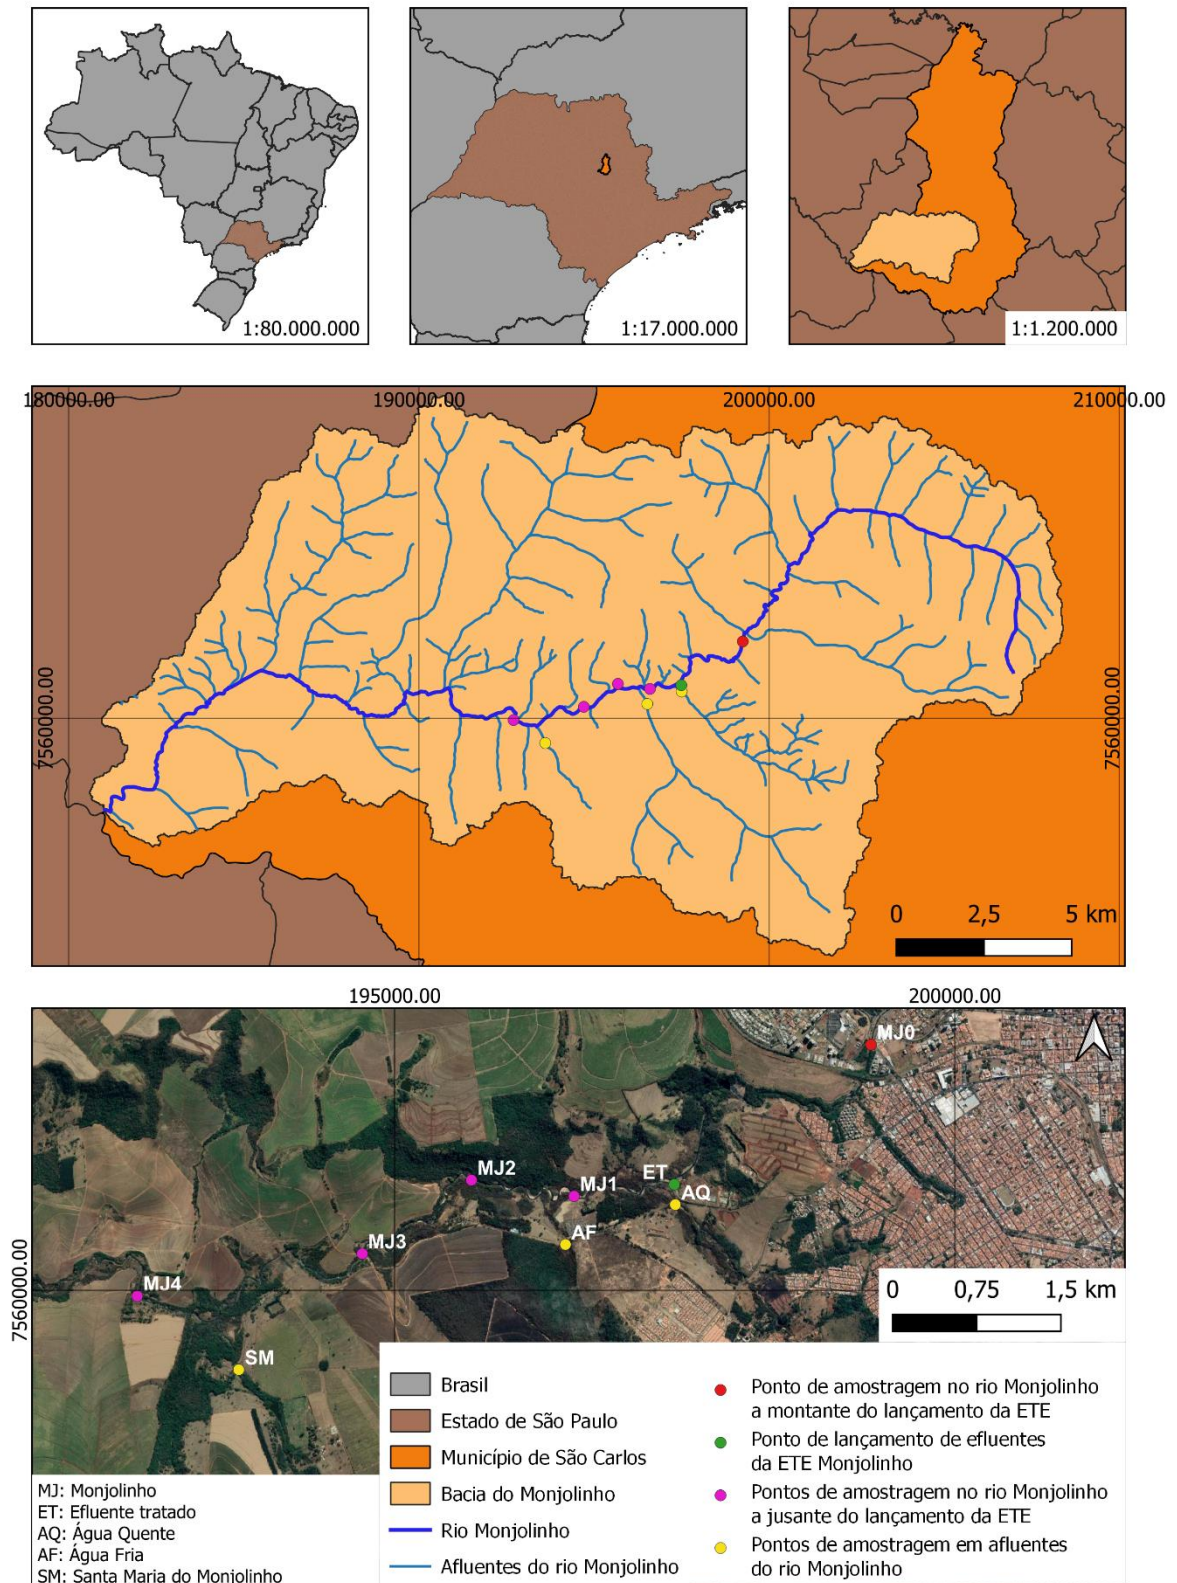 1:80.000.000
1:17.000.000
1:1.200.000
180000.00
190000.00
200000.00
210000.00
7560000.00
7560000.00
0 2,5 5 km
195000.00
200000.00
MJ0
MJ2
MJ1
ET
AQ
AF
MJ3
MJ4
SM
7560000.00
0 0,75 1,5 km
Brasil
Estado de São Paulo
Município de São Carlos
Bacia do Monjolinho
Rio Monjolinho
Afluentes do rio Monjolinho
Ponto de amostragem no rio Monjolinho
a montante do lançamento da ETE
Ponto de lançamento de efluentes
da ETE Monjolinho
Pontos de amostragem no rio Monjolinho
a jusante do lançamento da ETE
Pontos de amostragem em afluentes
do rio Monjolinho
MJ: Monjolinho
ET: Efluente tratado
AQ: Água Quente
AF: Água Fria
SM: Santa Maria do Monjolinho